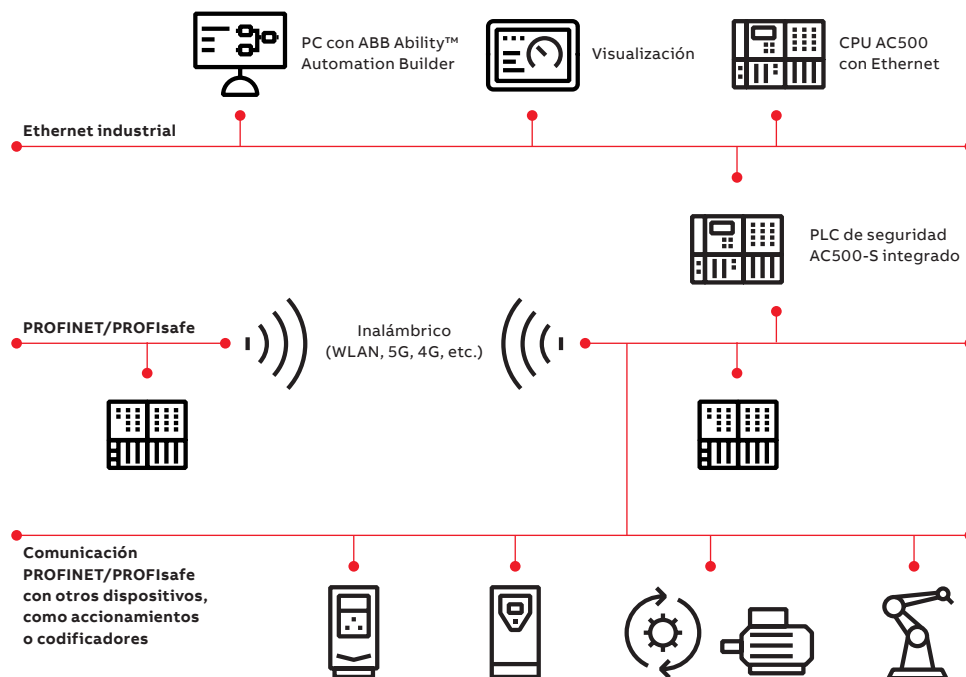 PC con ABB Ability™
Automation Builder
Visualización
CPU AC500
con Ethernet
Ethernet industrial
PLC de seguridad
AC500-S integrado
PROFINET/PROFIsafe
Inalámbrico
(WLAN, 5G, 4G, etc.)
Comunicación
PROFINET/PROFIsafe
con otros dispositivos,
como accionamientos
o codificadores